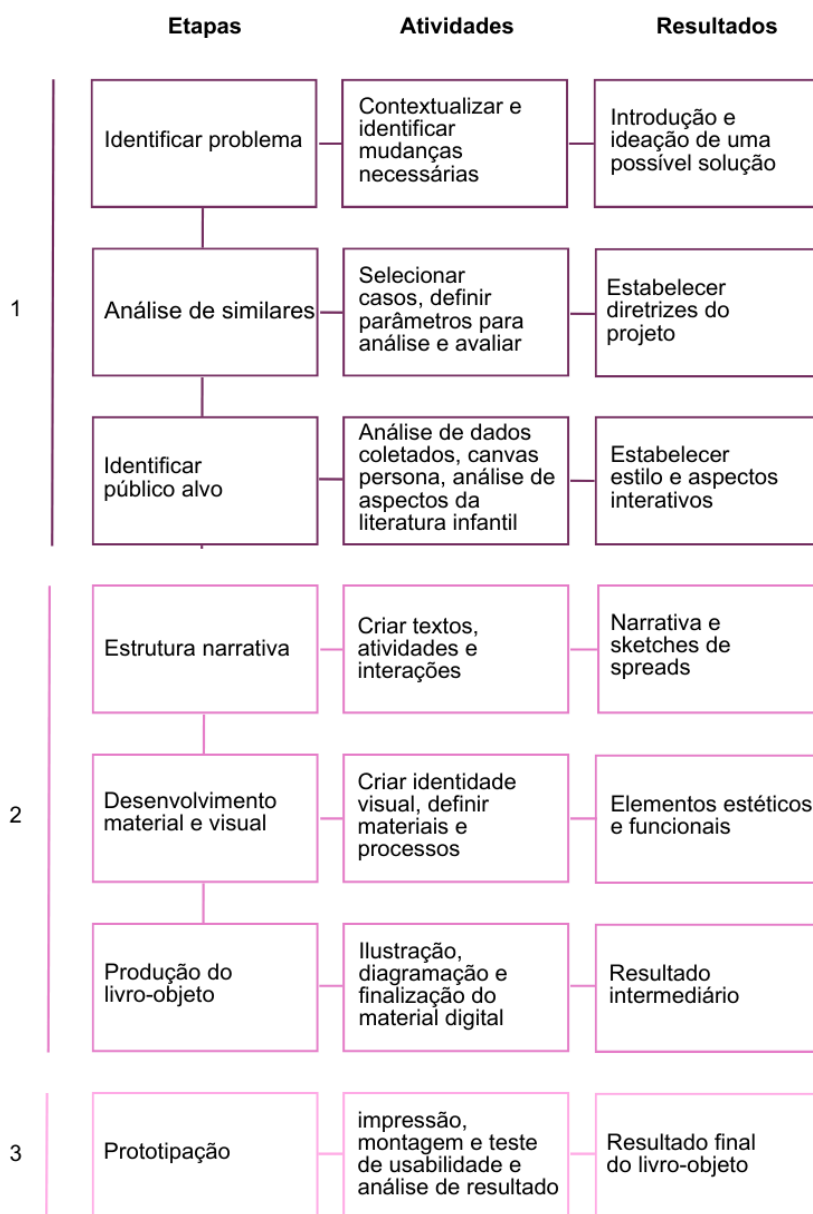 Etapas
Atividades
Resultados
1
Identificar problema
Contextualizar e
identificar
mudanças
necessárias
Introdução e
ideação de uma
possível solução
Análise de similares
Selecionar
casos, definir
parâmetros para
análise e avaliar
Estabelecer
diretrizes do
projeto
Identificar
público alvo
Análise de dados
coletados, canvas
persona, análise de
aspectos da
literatura infantil
Estabelecer
estilo e aspectos
interativos
2
Estrutura narrativa
Criar textos,
atividades e
interações
Narrativa e
sketches de
spreads
Desenvolvimento
material e visual
Criar identidade
visual, definir
materiais e
processos
Elementos estéticos
e funcionais
Produção do
livro-objeto
Ilustração,
diagramação e
finalização do
material digital
Resultado
intermediário
3
Prototipação
impressão,
montagem e teste
de usabilidade e
análise de resultado
Resultado final
do livro-objeto